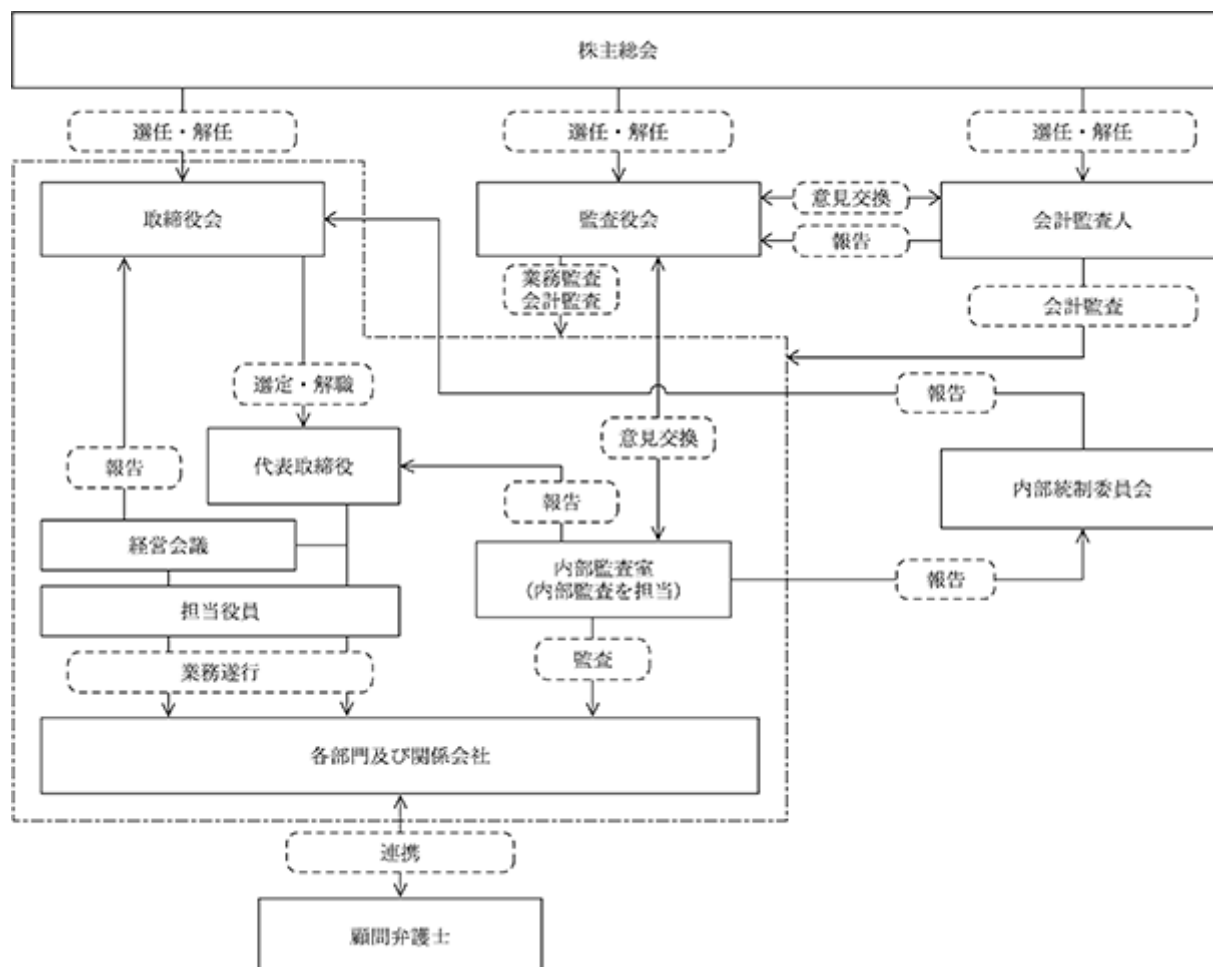 株主総会
選任・解任
選任・解任
選任・解任
取締役会
監査役会
意見交換
報告
会計監査人
業務監査
会計監査
会計監査
選定・解職
報告
代表取締役
意見交換
報告
報告
内部統制委員会
経営会議
内部監査室
(内部監査を担当)
報告
担当役員
業務遂行
監査
各部門及び関係会社
連携
顧問弁護士